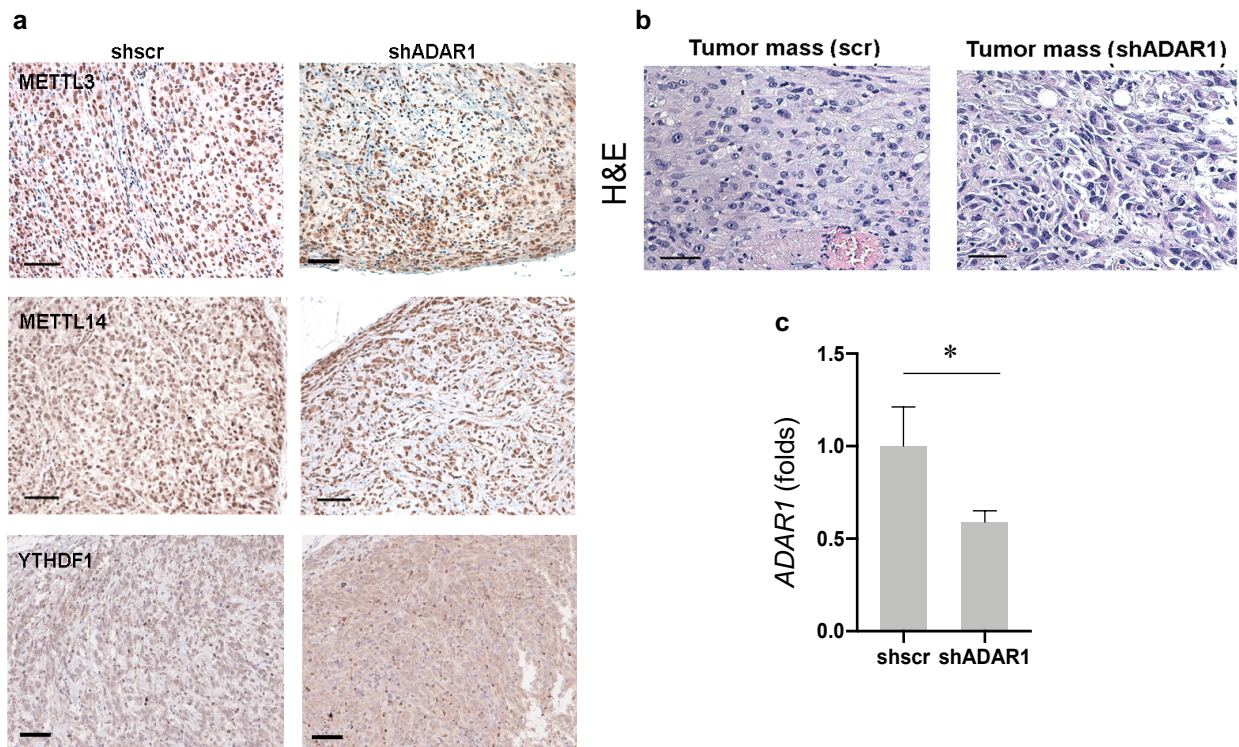 a
shscr
shADAR1
METTL3
METTL14
YTHDF1
b
Tumor mass (scr)
Tumor mass (shADAR1)
H&E
c
*
ADAR1 (folds)
1.5
1.0
0.5
0.0
shscr shADAR1